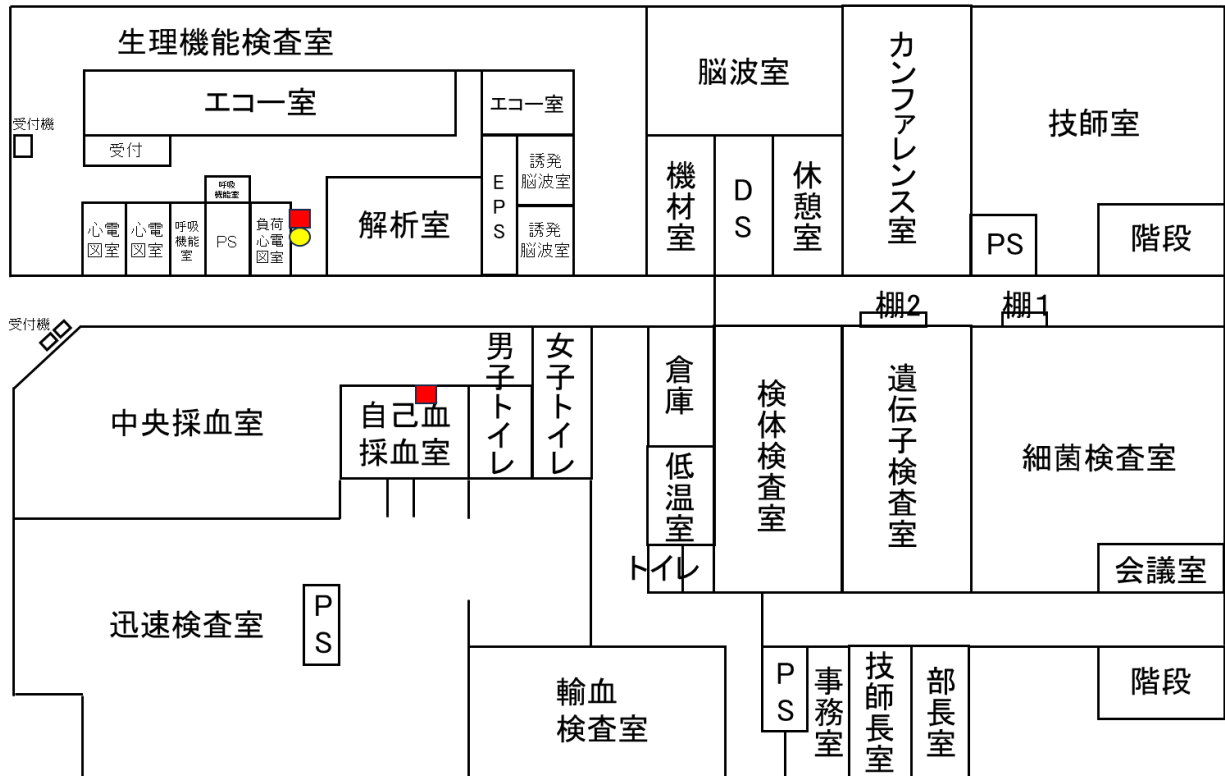 生理機能検査室
エコー室
エコー室
受付機
受付
誘発
脳波室
EPS
誘発
脳波室
呼吸
機能室
心電
図室
心電
図室
呼吸
機能
室
PS
負荷
心電
図室
解析室
脳波室
機材室
DS
休憩室
カンファレンス室
技師室
PS
階段
棚2
棚1
受付機
中央採血室
自己血
採血室
男子トイレ
女子トイレ
倉庫
低温室
トイレ
検体検査室
遺伝子検査室
細菌検査室
会議室
迅速検査室
PS
輸血
検査室
PS
事務室
技師長室
部長室
階段